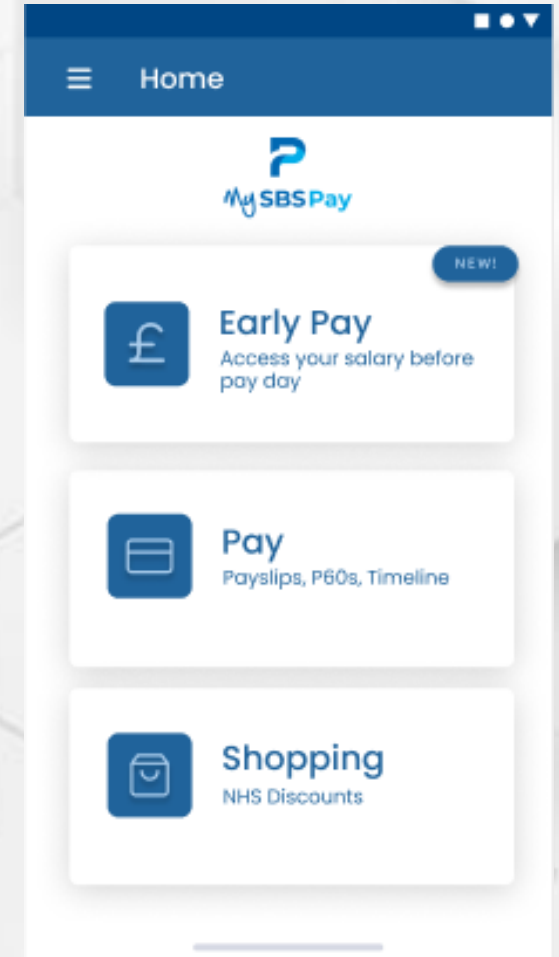 Home
My SBS Pay
NEW!
Early Pay
Access your salary before
pay day
Pay
Payslips, P60s, Timeline
Shopping
NHS Discounts